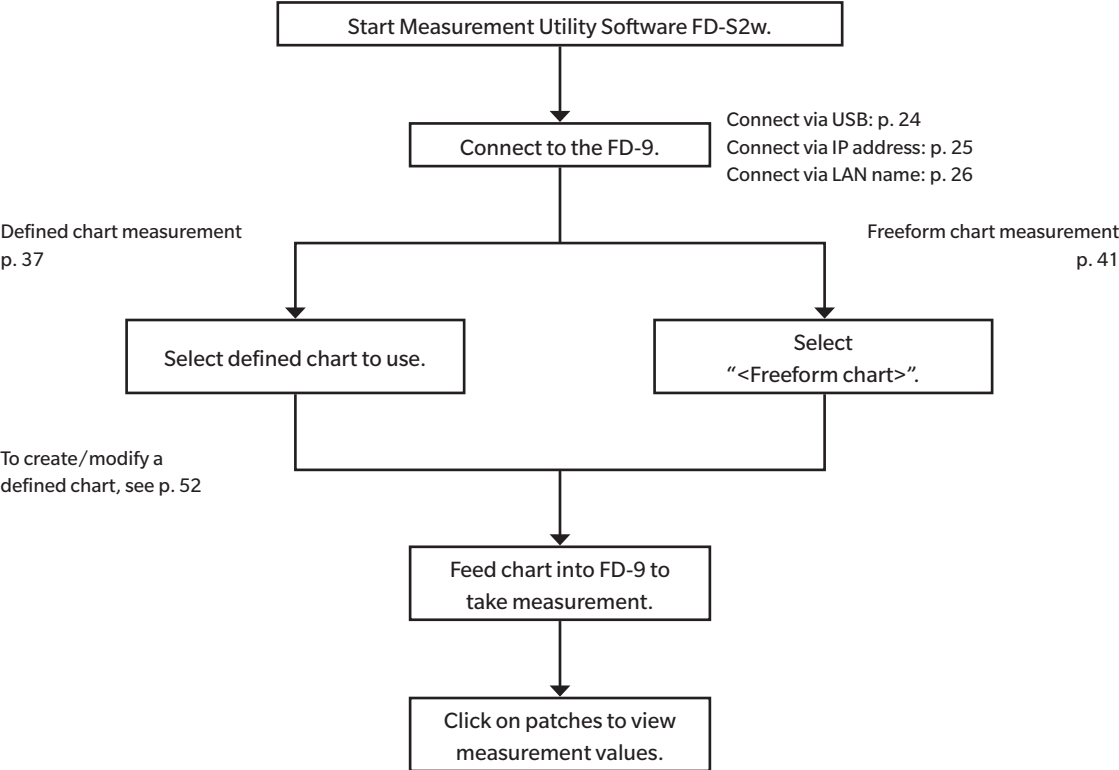 Start Measurement Utility Software FD-S2w.
Connect to the FD-9.
Connect via USB: p. 24
Connect via IP address: p. 25
Connect via LAN name: p. 26
Defined chart measurement
p. 37
Freeform chart measurement
p. 41
Select defined chart to use.
Select
“<Freeform chart>”.
To create/modify a
defined chart, see p. 52
Feed chart into FD-9 to
take measurement.
Click on patches to view
measurement values.